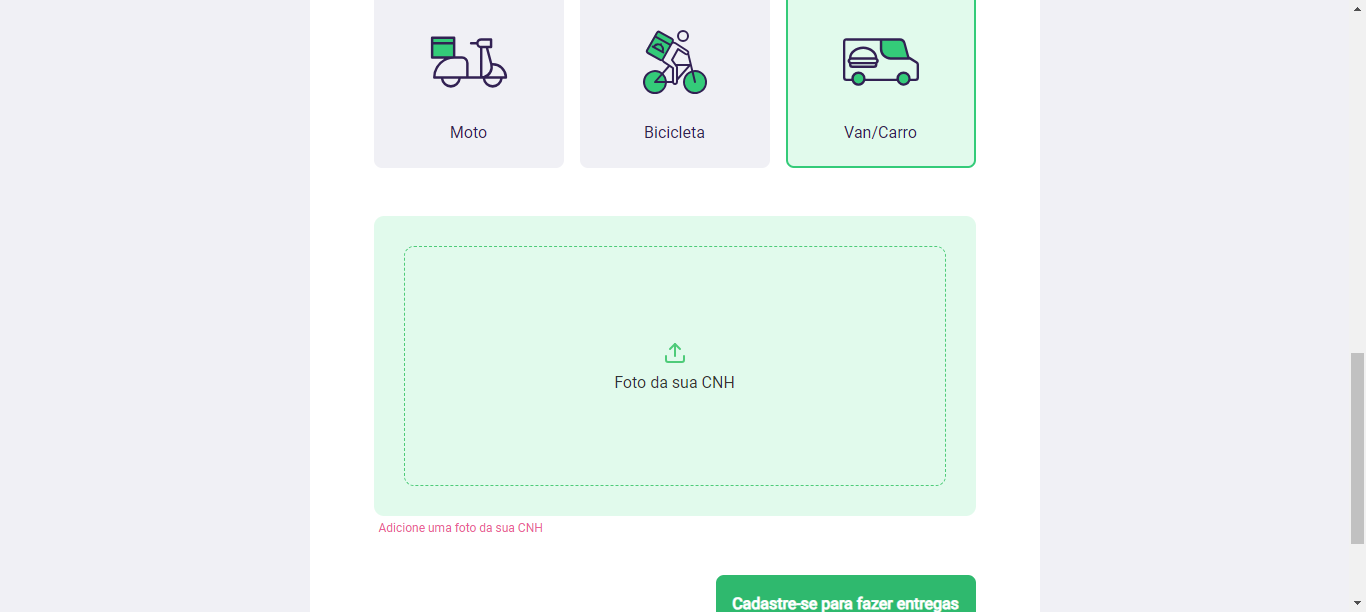 Moto
Bicicleta
Van/Carro
Foto da sua CNH
Adicione uma foto da sua CNH
Cadastre-se para fazer entregas